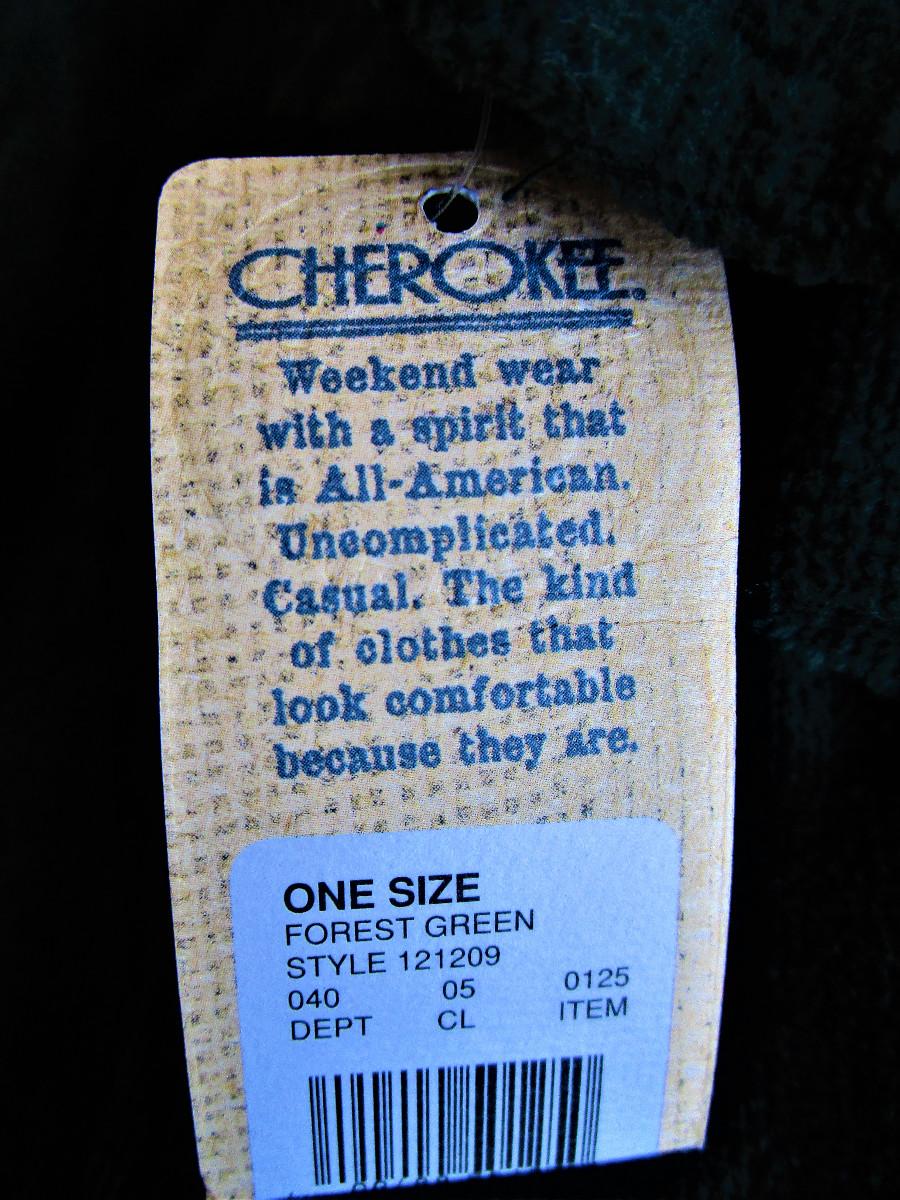 CHEROKEE.
Weekend wear
with a spirit that
is All-American.
Uncomplicated.
Casual. The kind
of clothes that
look comfortable
because they are.
ONE SIZE
FOREST GREEN
STYLE 121209
040 05 0125
DEPT CL ITEM